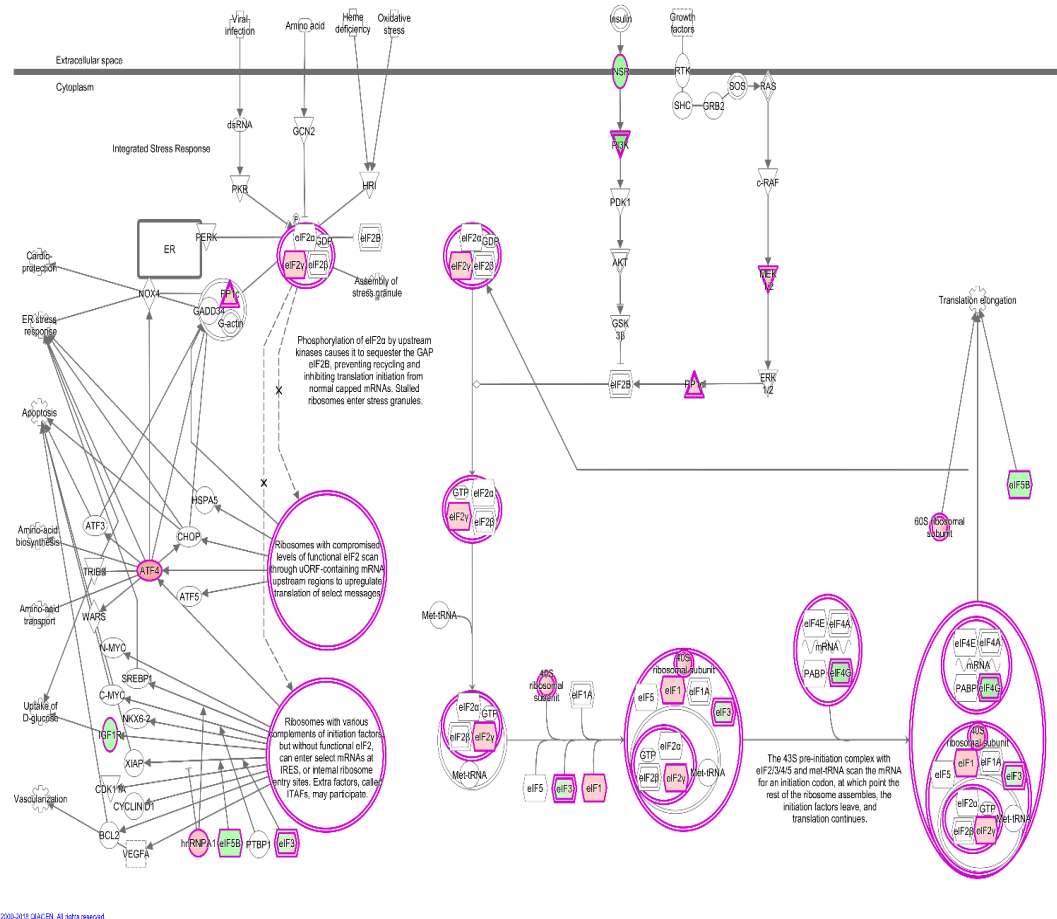 Viral
infection
Amino acid
Heme
deficiency
Oxidative
stress
Insulin
Growth
factors
Extracellular space
Cytoplasm
INSR
RTK
SOS
RAS
SHC
GRB2
dsRNA
GCN2
Integrated Stress Response
PKR
HRI
PI3K
PDK1
c-RAF
AKT
MEK
1/2
GSK
3β
eIF2B
PP1c
ERK
1/2
ER
PERK
eIF2α
GDP
eIF2γ
eIF2β
eIF2B
eIF2α
GDP
eIF2γ
eIF2β
Cardio-
protection
NOX4
PP1c
GADD34
G-actin
Assembly of
stress granule
ER stress
response
Phosphorylation of eIF2α by upstream
kinases causes it to sequester the GAP
eIF2B, preventing recycling and
inhibiting translation initiation from
normal capped mRNAs. Stalled
ribosomes enter stress granules.
Translation elongation
Apoptosis
X
X
HSPA5
ATF3
CHOP
Amino-acid
biosynthesis
TRIB3
ATF4
ATF5
Amino-acid
transport
WARS
Ribosomes with compromised
levels of functional eIF2 scan
through uORF-containing mRNA
upstream regions to upregulate
translation of select messages
GTP
eIF2α
eIF2γ
eIF2β
eIF5B
60S ribosomal
subunit
Met-tRNA
N-MYC
SREBP1
C-MYC
NKX6-2
Uptake of
D-glucose
IGF1R
XIAP
CDK11A
CYCLIND1
Vascularization
BCL2
VEGFA
Ribosomes with various
complements of initiation factors,
but without functional eIF2,
can enter select mRNAs at
IRES, or internal ribosome
entry sites. Extra factors, called
ITAFs, may participate.
hnRNPA1
eIF5B
PTBP1
eIF3
eIF2α
GTP
eIF2β
eIF2γ
Met-tRNA
40S
ribosomal
subunit
eIF1A
eIF5
eIF3
eIF1
40S
ribosomal subunit
eIF5
eIF1
eIF1A
eIF3
GTP
eIF2α
eIF2β
eIF2γ
Met-tRNA
eIF4E
eIF4A
mRNA
PABP
eIF4G
The 43S pre-initiation complex with
eIF2/3/4/5 and met-tRNA scan the mRNA
for an initiation codon, at which point the
rest of the ribosome assembles, the
initiation factors leave, and
translation continues.
eIF4E
eIF4A
mRNA
PABP
eIF4G
40S
ribosomal subunit
eIF5
eIF1
eIF1A
eIF3
eIF2α
GTP
eIF2β
eIF2γ
Met-tRNA
2000-2018 QIAGEN. All rights reserved.